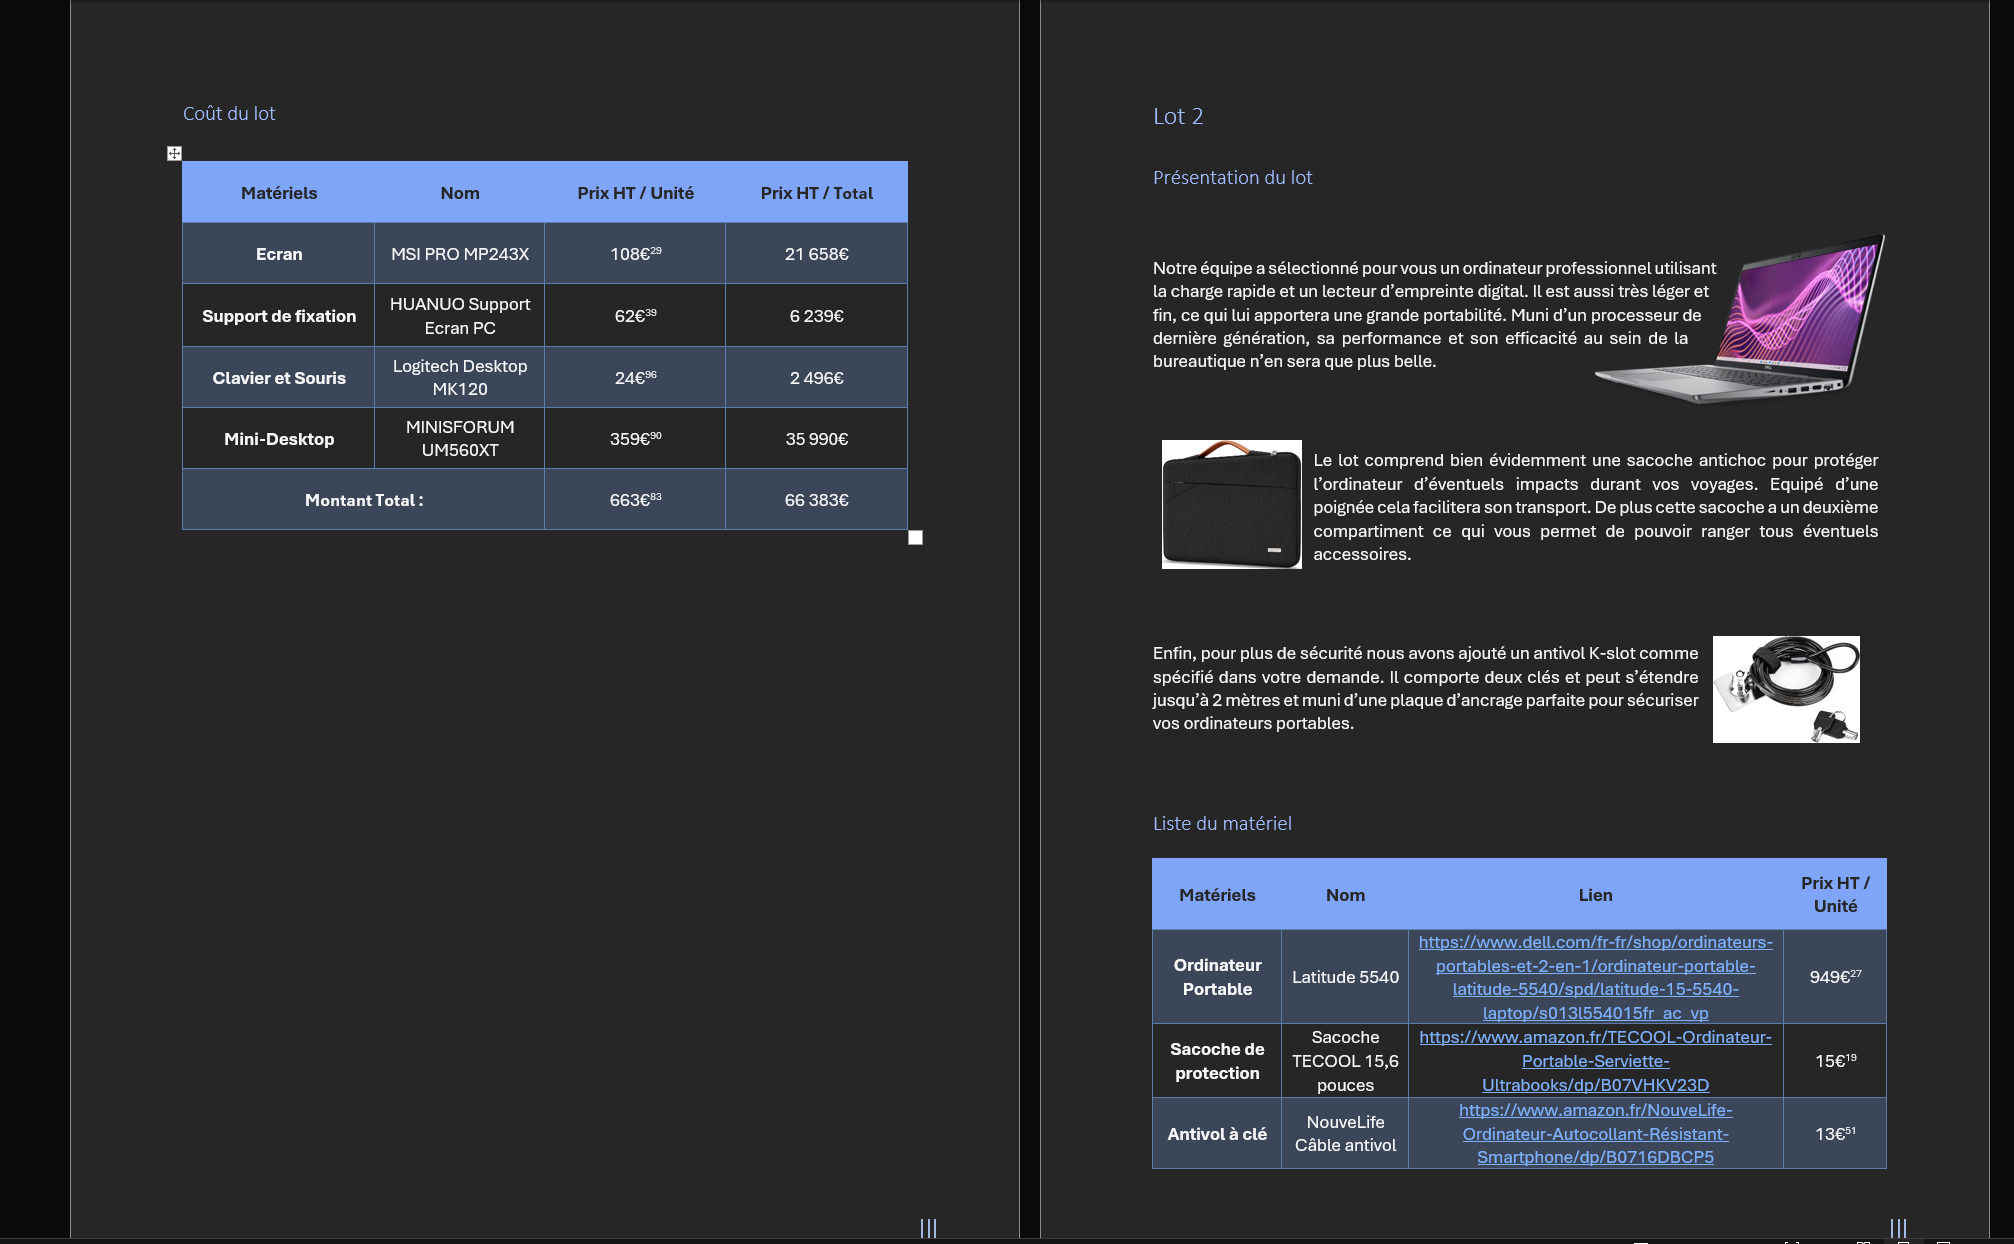 Coût du lot
Matériels Nom Prix HT / Unité Prix HT / Total
Ecran MSI PRO MP243X 108€²⁹ 21 658€
Support de fixation HUANUO Support
Ecran PC 62€³⁹ 6 239€
Clavier et Souris Logitech Desktop
MK120 24€⁹⁶ 2 496€
Mini-Desktop MINISFORUM
UM560XT 359€⁹⁰ 35 990€
Montant Total : 663€⁸³ 66 383€
Lot 2
Présentation du lot
Notre équipe a sélectionné pour vous un ordinateur professionnel utilisant
la charge rapide et un lecteur d’empreinte digital. Il est aussi très léger et
fin, ce qui lui apportera une grande portabilité. Muni d’un processeur de
dernière génération, sa performance et son efficacité au sein de la
bureautique n’en sera que plus belle.
Le lot comprend bien évidemment une sacoche antichoc pour protéger
l’ordinateur d’éventuels impacts durant vos voyages. Equipé d’une
poignée cela facilitera son transport. De plus cette sacoche a un deuxième
compartiment ce qui vous permet de pouvoir ranger tous éventuels
accessoires.
Enfin, pour plus de sécurité nous avons ajouté un antivol K-slot comme
spécifié dans votre demande. Il comporte deux clés et peut s’étendre
jusqu’à 2 mètres et muni d’une plaque d’ancrage parfaite pour sécuriser
vos ordinateurs portables.
Liste du matériel
Matériels Nom Lien Prix HT /
Unité
Ordinateur
Portable
Latitude 5540
https://www.dell.com/fr-fr/shop/ordinateurs-
portables-et-2-en-1/ordinateur-portable-
latitude-5540/spd/latitude-15-5540-
laptop/s013l554015fr_ac_vp
949€²⁷
Sacoche de
protection
Sacoche
TECOOL 15,6
pouces
https://www.amazon.fr/TECOOL-Ordinateur-
Portable-Serviette-
Ultrabooks/dp/B07VHKV23D
15€¹⁹
Antivol à clé
NouveLife
Câble antivol
https://www.amazon.fr/NouveLife-
Ordinateur-Autocollant-Résistant-
Smartphone/dp/B0716DBCP5
13€⁵¹